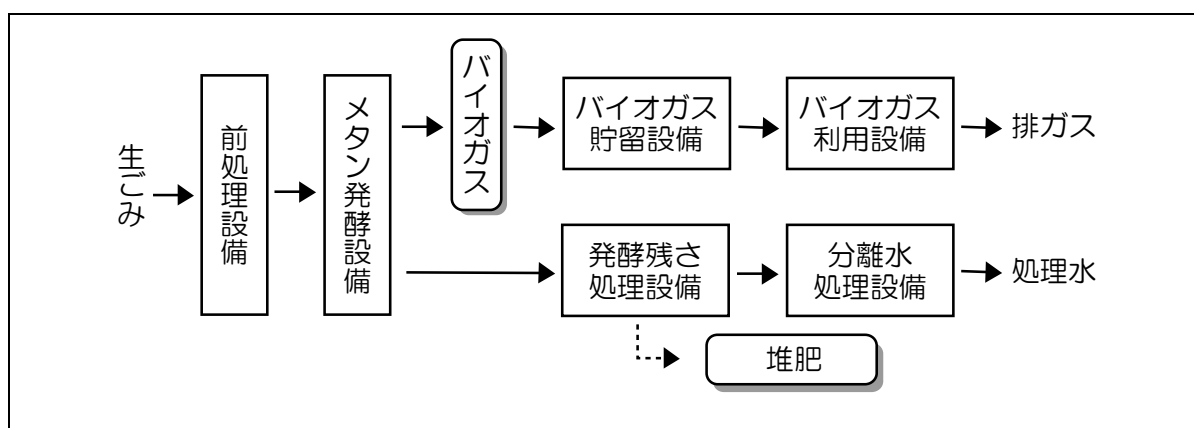 生ごみ
前処理設備
メタン発酵設備
バイオガス
バイオガス
貯留設備
バイオガス
利用設備
排ガス
発酵残さ
処理設備
分離水
処理設備
処理水
堆肥